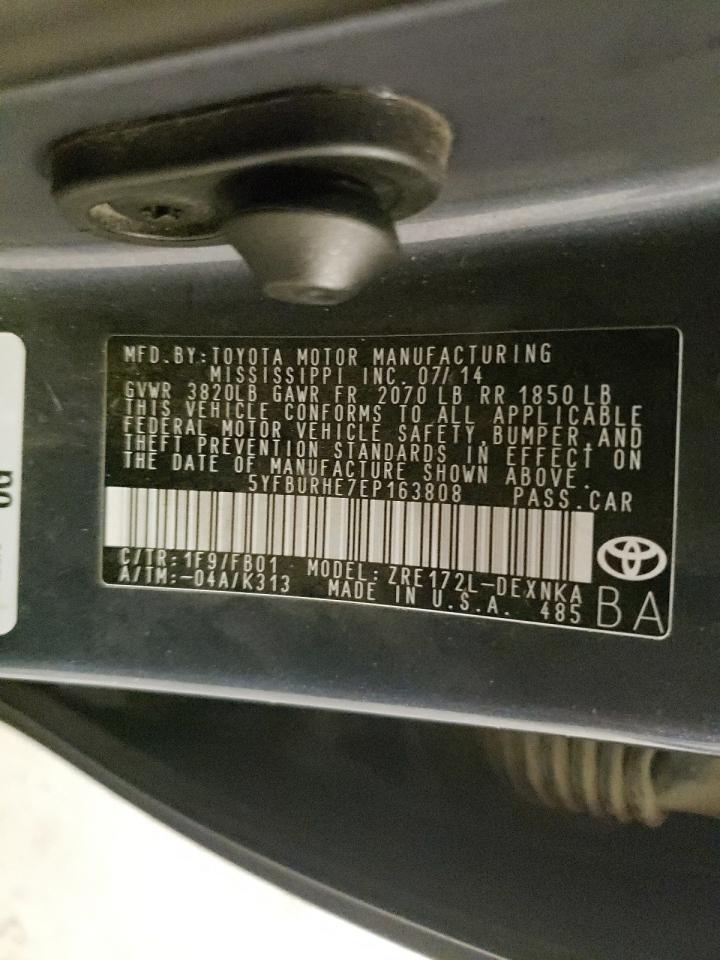 MFD.BY:TOYOTA MOTOR MANUFACTURING
MISSISSIPPI INC. 07/14
GVWR 3820LB GAWR FR 2070 LB RR 1850 LB
THIS VEHICLE CONFORMS TO ALL APPLICABLE
FEDERAL MOTOR VEHICLE SAFETY,BUMPER,AND
THEFT PREVENTION STANDARDS IN EFFECT ON
THE DATE OF MANUFACTURE SHOWN ABOVE.
5YFBURHE7EP163808 PASS.CAR
C/TR:1F9/FB01 MODEL:ZRE172L-DEXNKA
A/TM:-04A/K313 MADE IN U.S.A. 485 BA